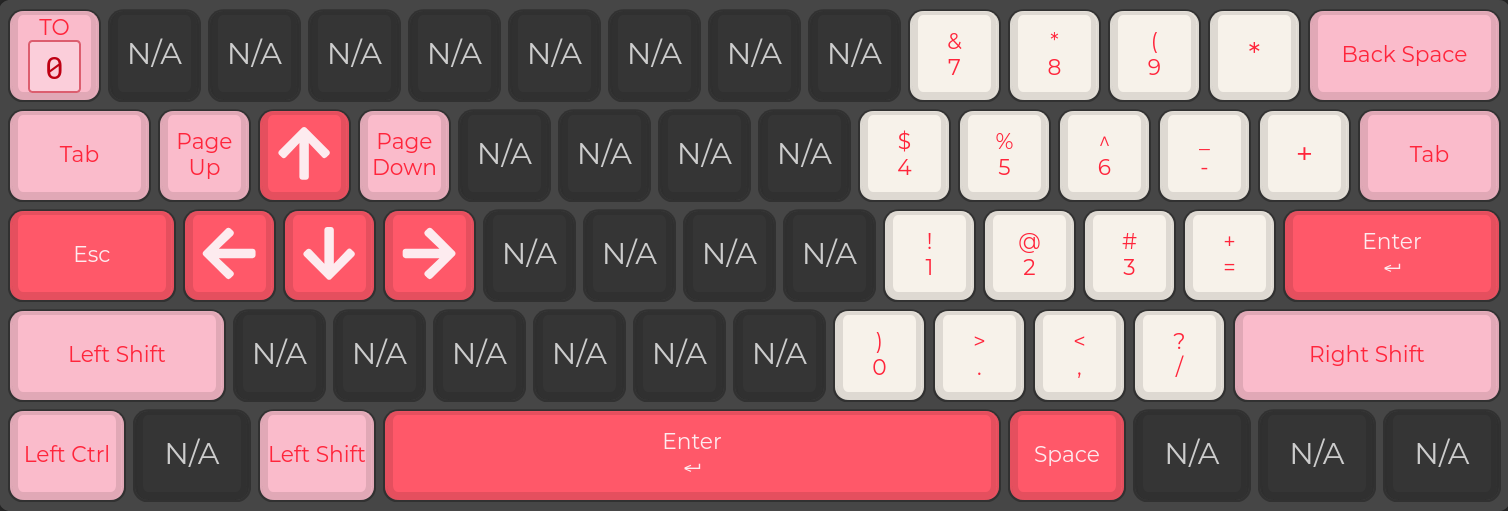 TO
0
N/A N/A N/A N/A N/A N/A N/A N/A
&
7
*
8
(
9
*
Back Space
Tab
Page
Up
Page
Down
N/A N/A N/A N/A
$
4
%
5
^
6
_
-
+
Tab
Esc
N/A N/A N/A N/A
!
1
@
2
#
3
+
=
Enter
Left Shift
N/A N/A N/A N/A N/A N/A
)
0
>
.
<
,
?
/
Right Shift
Left Ctrl
N/A
Left Shift
Enter
Space
N/A N/A N/A